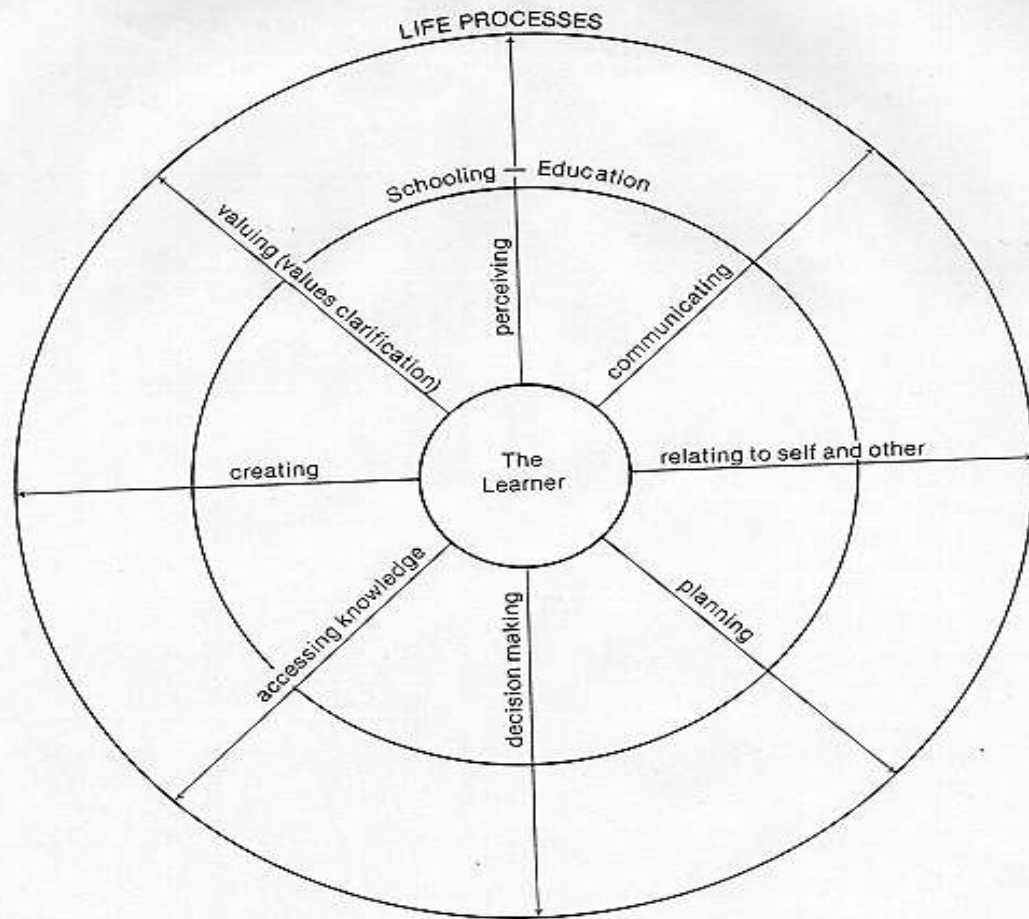 LIFE PROCESSES
Schooling — Education
valuing (values clarification)
perceiving
communicating
creating
The
Learner
relating to self and other
accessing knowledge
decision making
planning